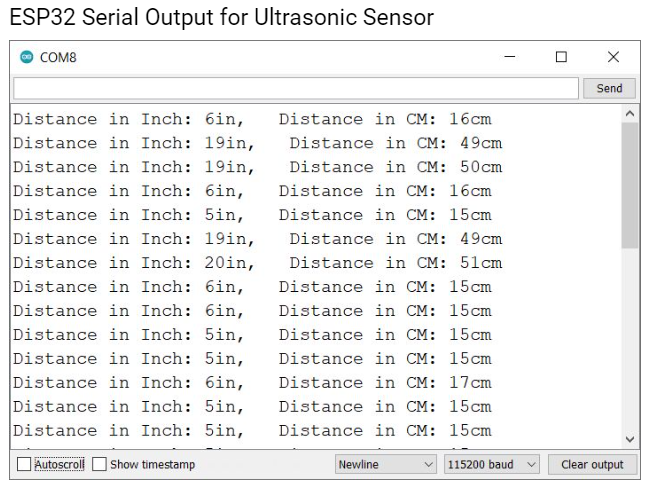 ESP32 Serial Output for Ultrasonic Sensor
COM8
Send
Distance in Inch: 6in, Distance in CM: 16cm
Distance in Inch: 19in, Distance in CM: 49cm
Distance in Inch: 19in, Distance in CM: 50cm
Distance in Inch: 6in, Distance in CM: 16cm
Distance in Inch: 5in, Distance in CM: 15cm
Distance in Inch: 19in, Distance in CM: 49cm
Distance in Inch: 20in, Distance in CM: 51cm
Distance in Inch: 6in, Distance in CM: 15cm
Distance in Inch: 6in, Distance in CM: 15cm
Distance in Inch: 5in, Distance in CM: 15cm
Distance in Inch: 5in, Distance in CM: 15cm
Distance in Inch: 6in, Distance in CM: 17cm
Distance in Inch: 5in, Distance in CM: 15cm
Distance in Inch: 5in, Distance in CM: 15cm
Autoscroll Show timestamp Newline 115200 baud Clear output